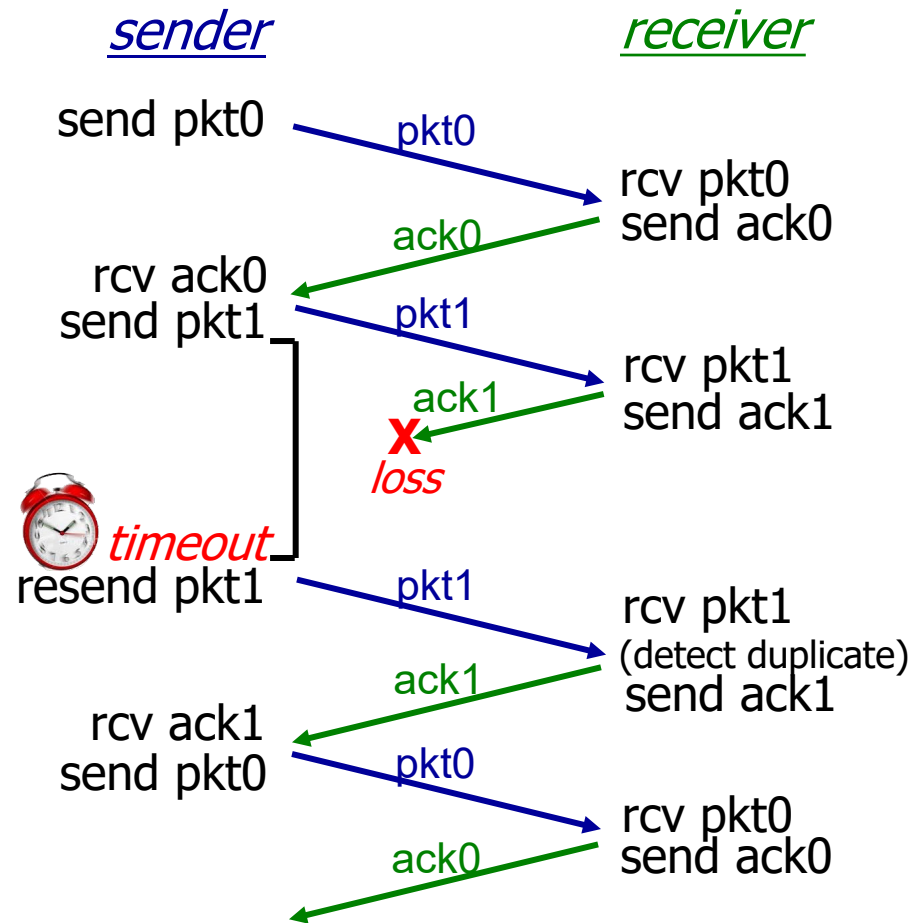 sender
receiver
send pkt0
pkt0
rcv pkt0
send ack0
ack0
rcv ack0
send pkt1
pkt1
rcv pkt1
send ack1
ack1
X
loss
timeout
resend pkt1
pkt1
rcv pkt1
(detect duplicate)
send ack1
ack1
rcv ack1
send pkt0
pkt0
rcv pkt0
send ack0
ack0